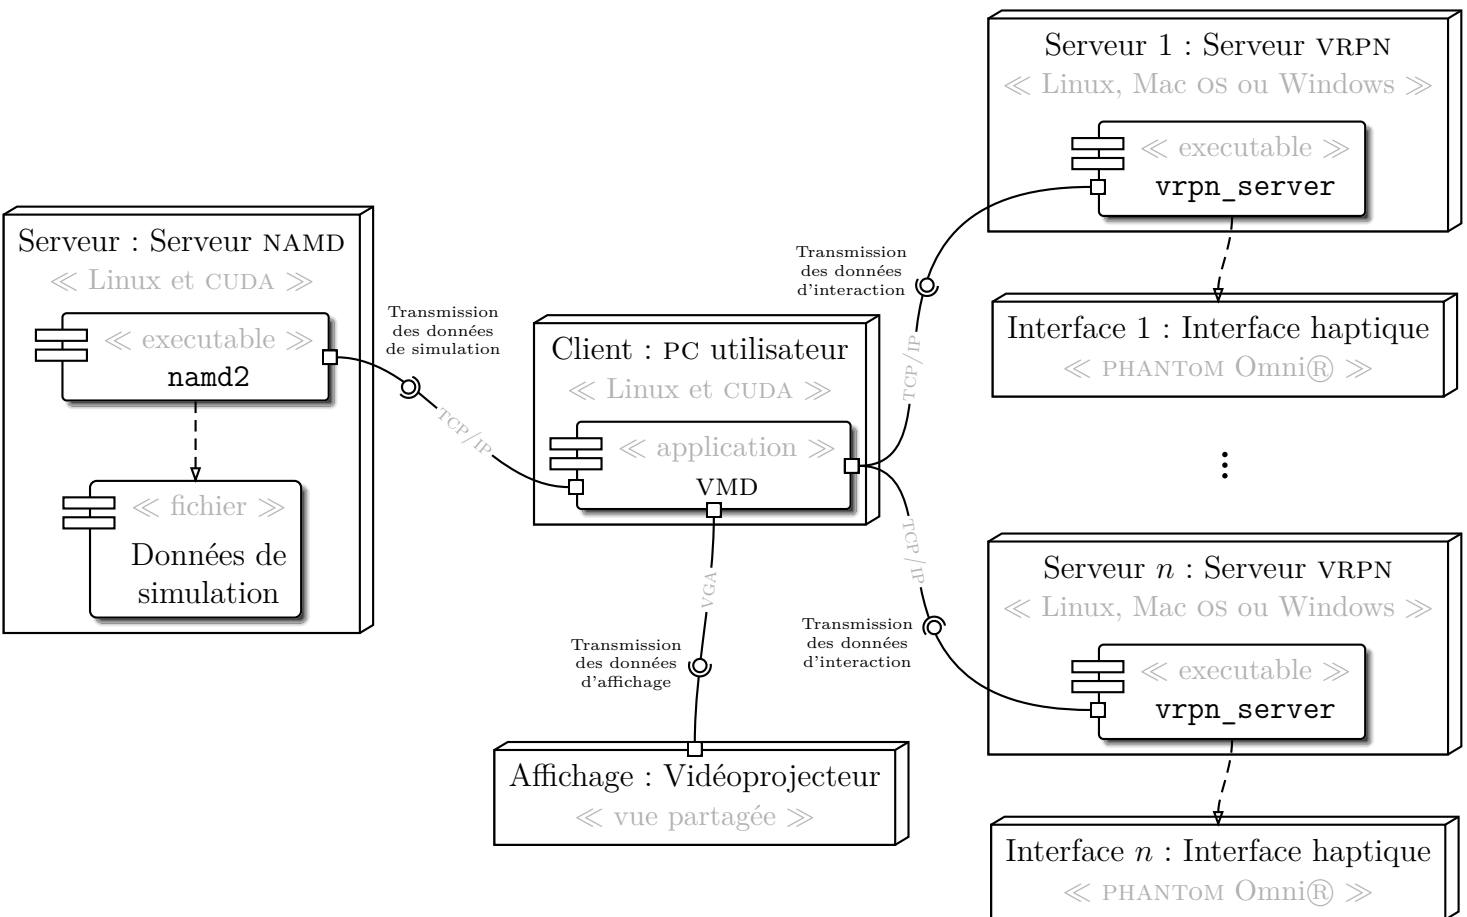 Serveur 1 : Serveur VRPN
≪ Linux, Mac OS ou Windows ≫
≪ executable ≫
vrpn_server
Interface 1 : Interface haptique
≪ PHANToM Omni® ≫
Serveur : Serveur NAMD
≪ Linux et CUDA ≫
≪ executable ≫
namd2
≪ fichier ≫
Données de
simulation
Transmission
des données
de simulation
TCP/IP
Client : PC utilisateur
≪ Linux et CUDA ≫
≪ application ≫
VMD
Transmission
des données
d'interaction
TCP/IP
TCP/IP
Transmission
des données
d'interaction
VGA
Transmission
des données
d'affichage
Affichage : Vidéoprojecteur
≪ vue partagée ≫
Serveur n : Serveur VRPN
≪ Linux, Mac OS ou Windows ≫
≪ executable ≫
vrpn_server
Interface n : Interface haptique
≪ PHANToM Omni® ≫